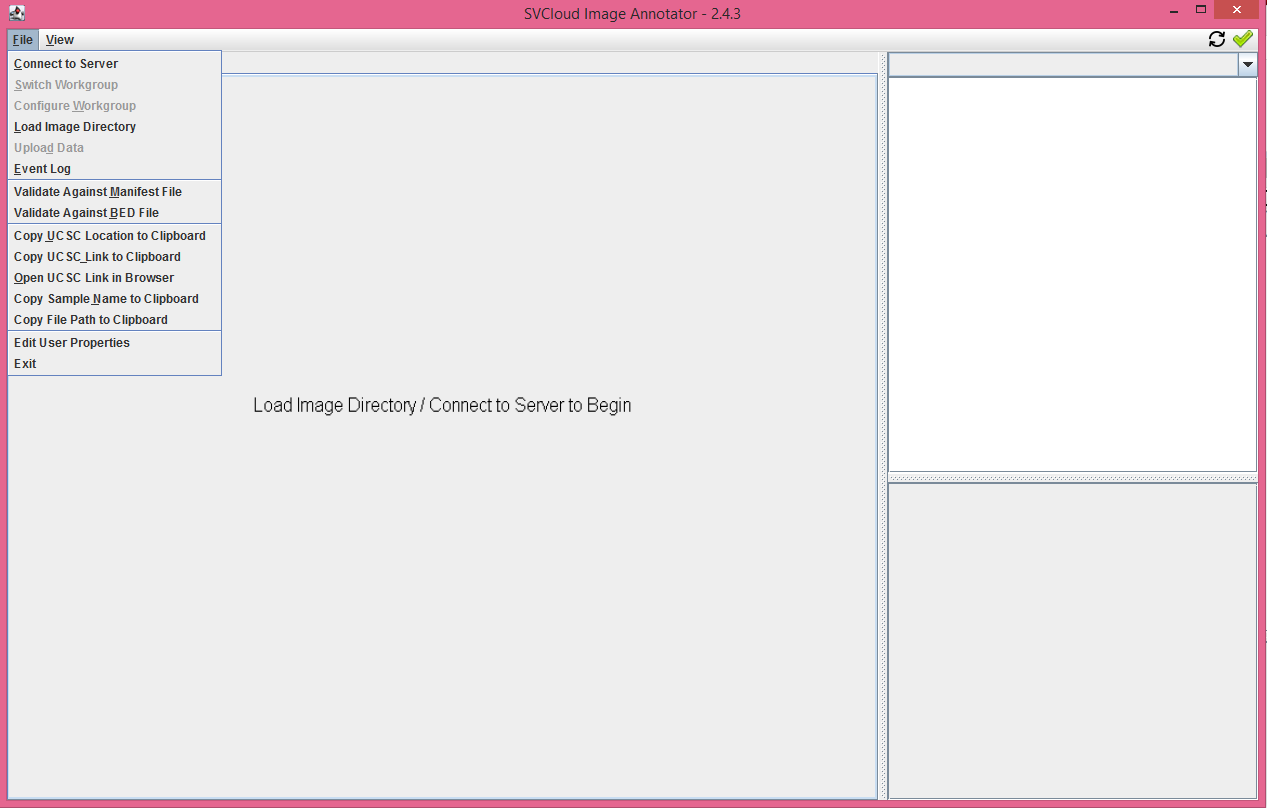 SVCloud Image Annotator - 2.4.3
File View
Connect to Server
Switch Workgroup
Configure Workgroup
Load Image Directory
Upload Data
Event Log
Validate Against Manifest File
Validate Against BED File
Copy UCSC Location to Clipboard
Copy UCSC Link to Clipboard
Open UCSC Link in Browser
Copy Sample Name to Clipboard
Copy File Path to Clipboard
Edit User Properties
Exit
Load Image Directory / Connect to Server to Begin